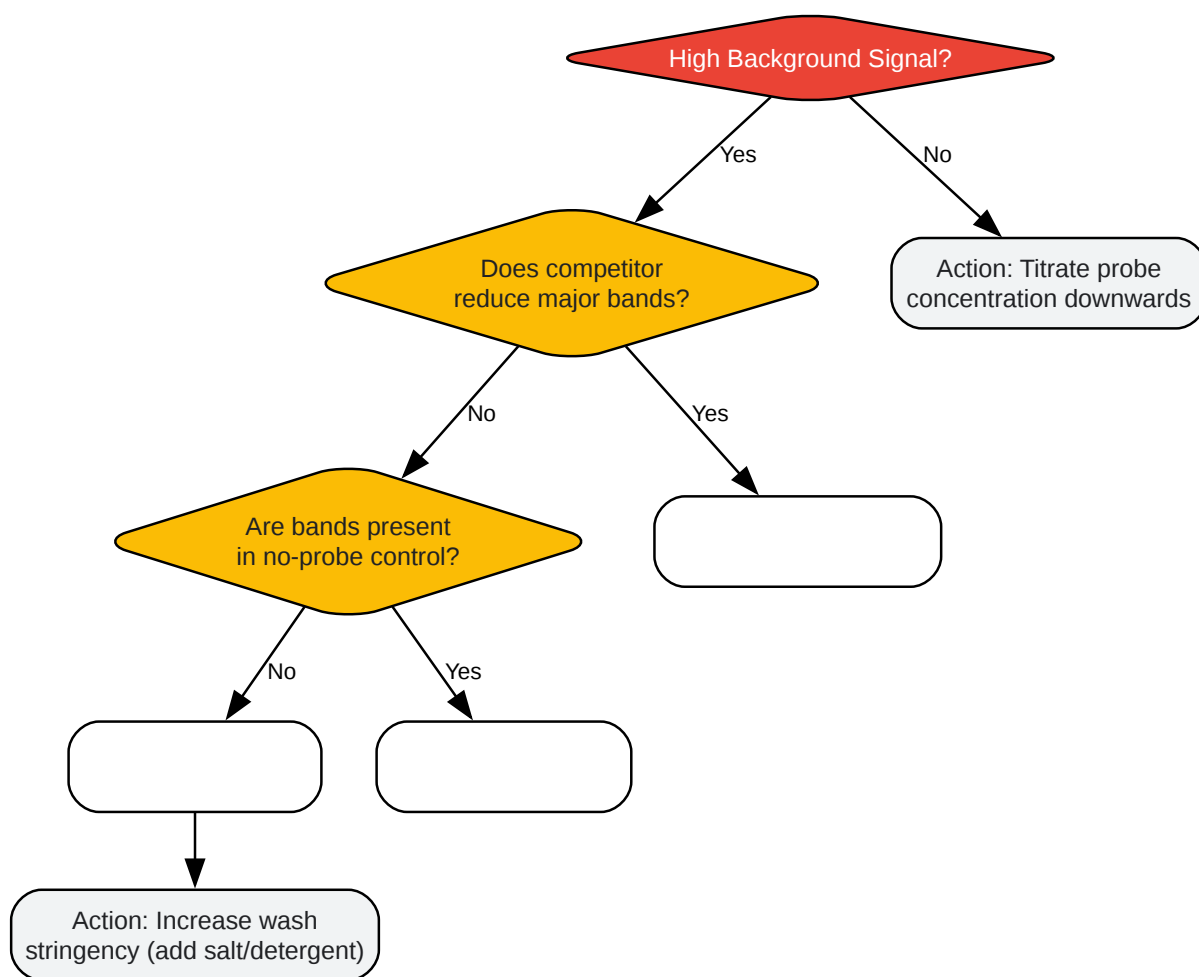 High Background Signal?
Yes
No
Does competitor
reduce major bands?
Action: Titrate probe
concentration downwards
No
Yes
Are bands present
in no-probe control?
No
Yes
Action: Increase wash
stringency (add salt/detergent)